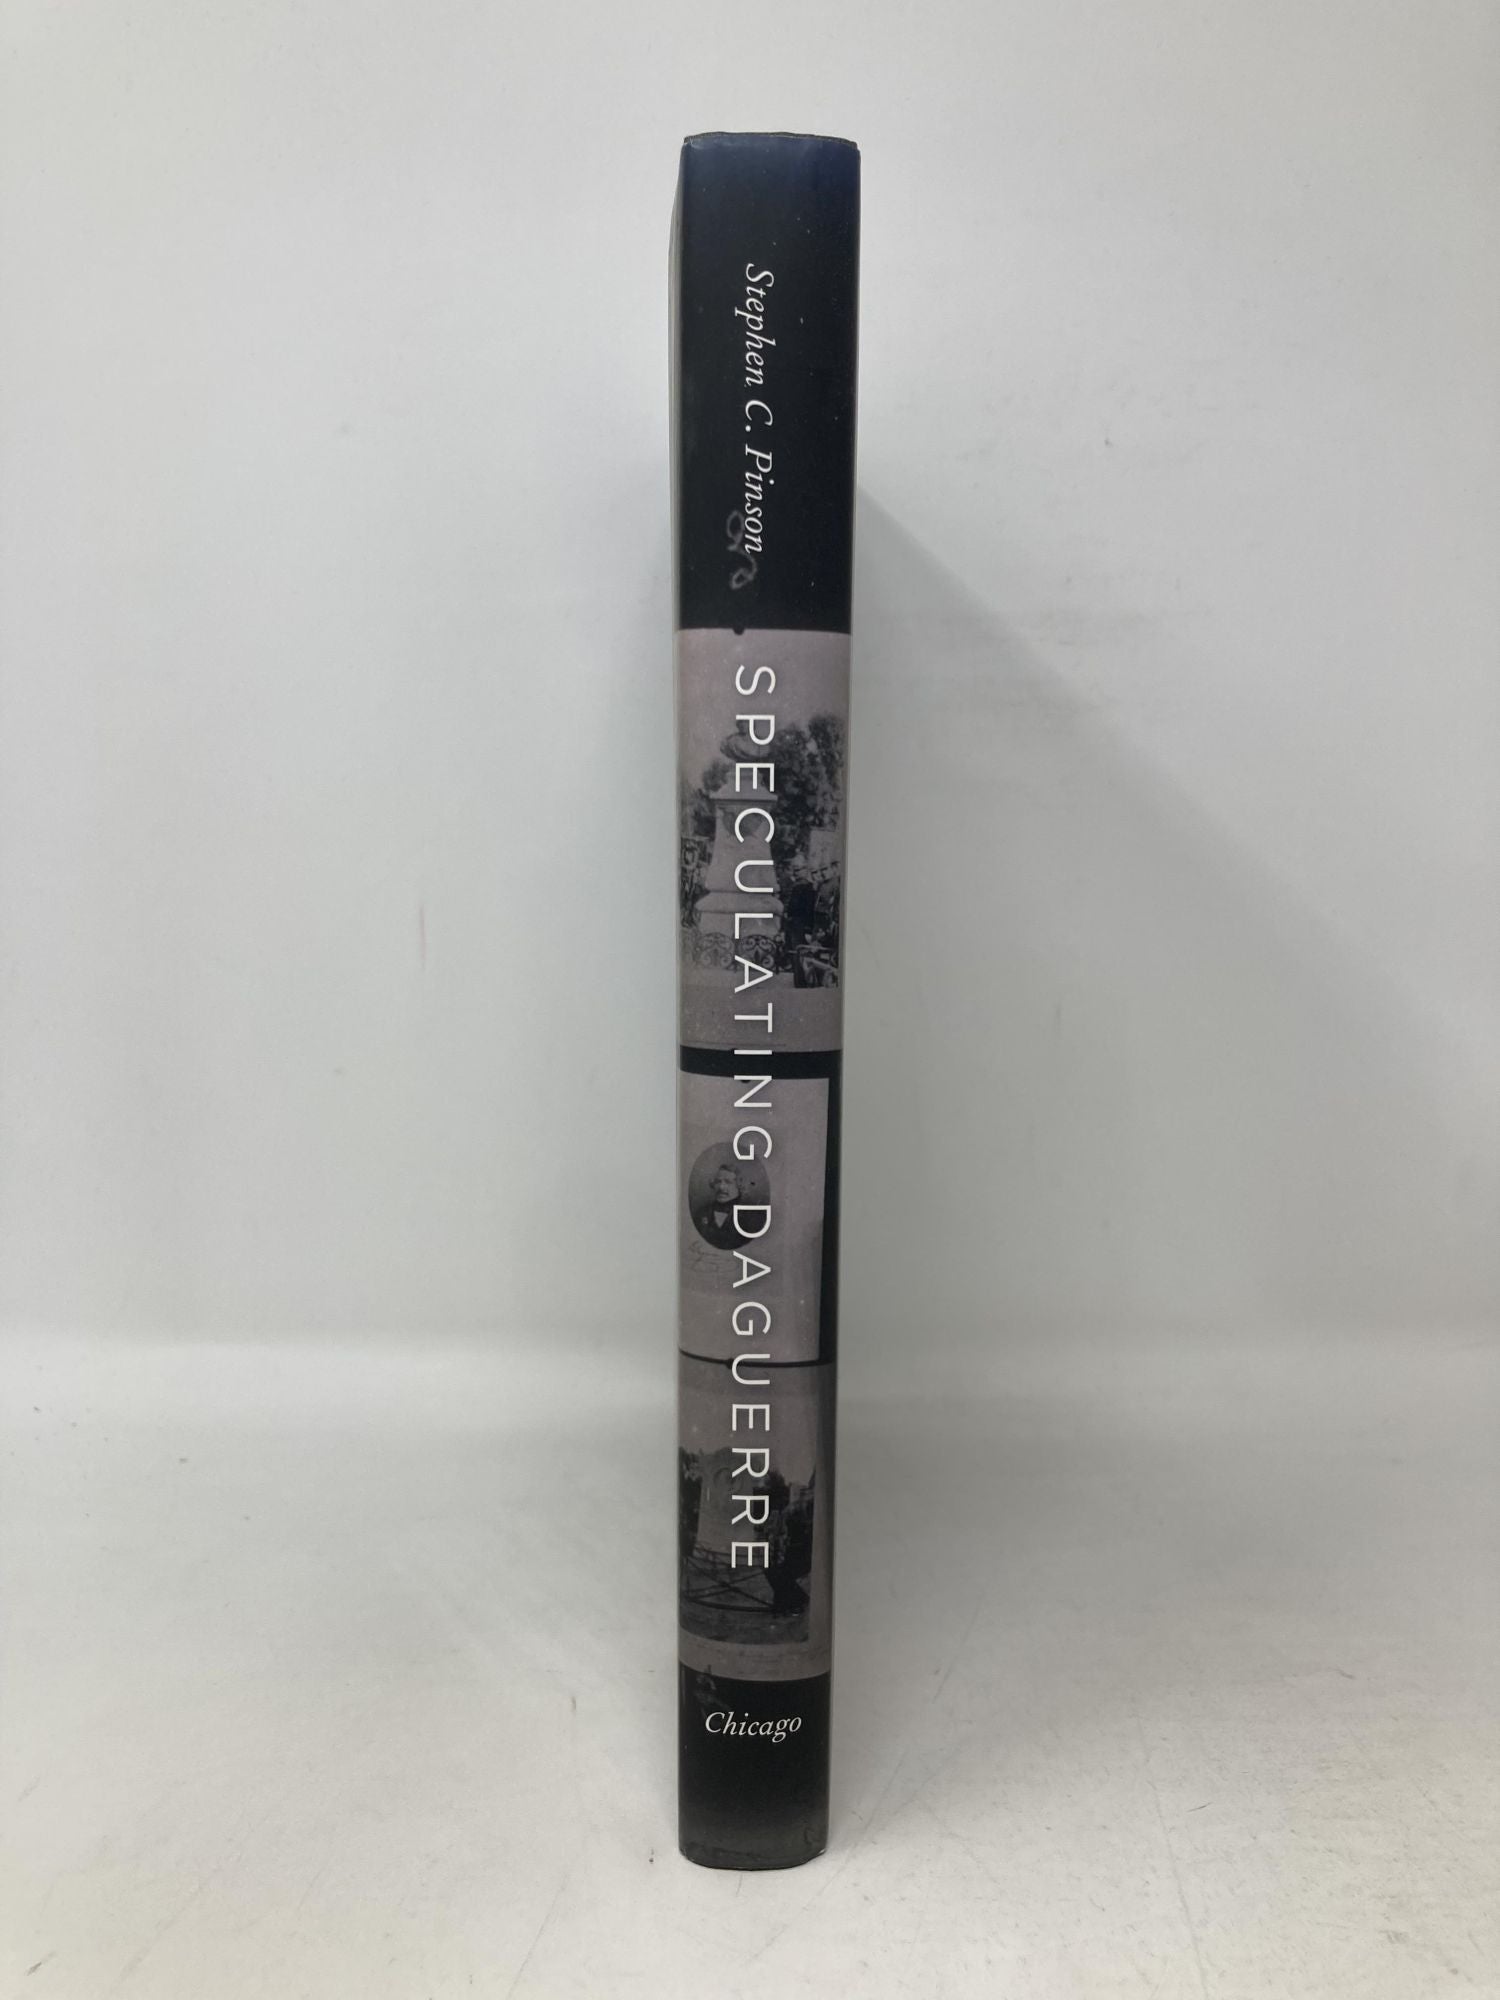 Stephen C. Pinson
SPECULATING DAGUERRE
Chicago